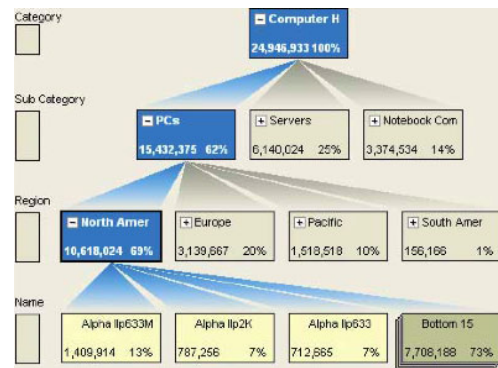 Category
Computer H
24,946,933 100%
Sub Category
PCs
Servers
Notebook Com
15,432,375 62%
6,140,024 25%
3,374,534 14%
Region
North Amer
Europe
Pacific
South Amer
10,618,024 69%
3,139,667 20%
1,518,518 10%
156,166 1%
Name
Alpha llp633M
Alpha llp2K
Alpha llp633
Bottom 15
1,409,914 13%
787,256 7%
712,665 7%
7,708,188 73%